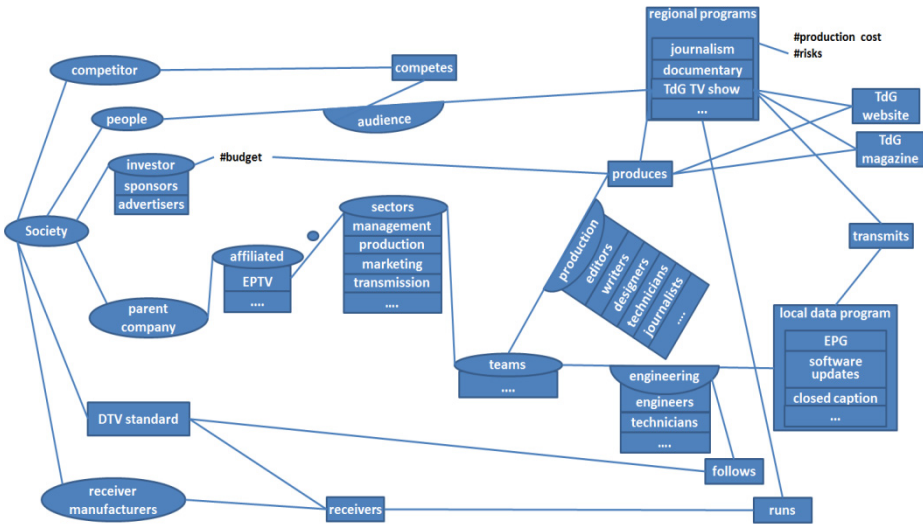 regional programs
#production cost
#risks
journalism
documentary
TdG TV show
...
competitor
competes
people
audience
TdG
website
TdG
magazine
investor
sponsors
advertisers
#budget
produces
Society
sectors
management
production
marketing
transmission
....
affiliated
EPTV
....
production
editors
writers
designers
technicians
journalists
....
transmits
parent
company
local data program
EPG
software
updates
closed caption
...
teams
....
engineering
engineers
technicians
....
DTV standard
follows
receiver
manufacturers
receivers
runs